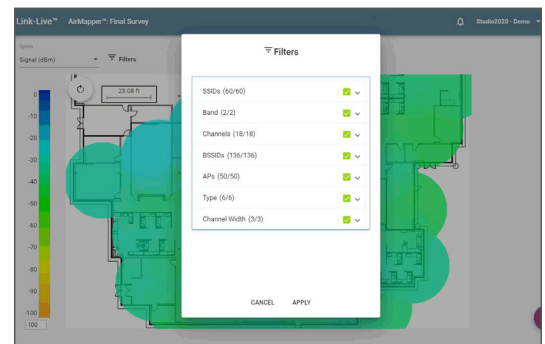 Link-Live™ AirMapper™: Final Survey Studio2020 - Demo
Option
Signal (dBm) Filters
23.08 ft
0
-10
-20
-30
-40
-50
-60
-70
-80
-90
-100
-100
Filters
SSIDs (60/60)
Band (2/2)
Channels (18/18)
BSSIDs (136/136)
APs (50/50)
Type (6/6)
Channel Width (3/3)
CANCEL APPLY